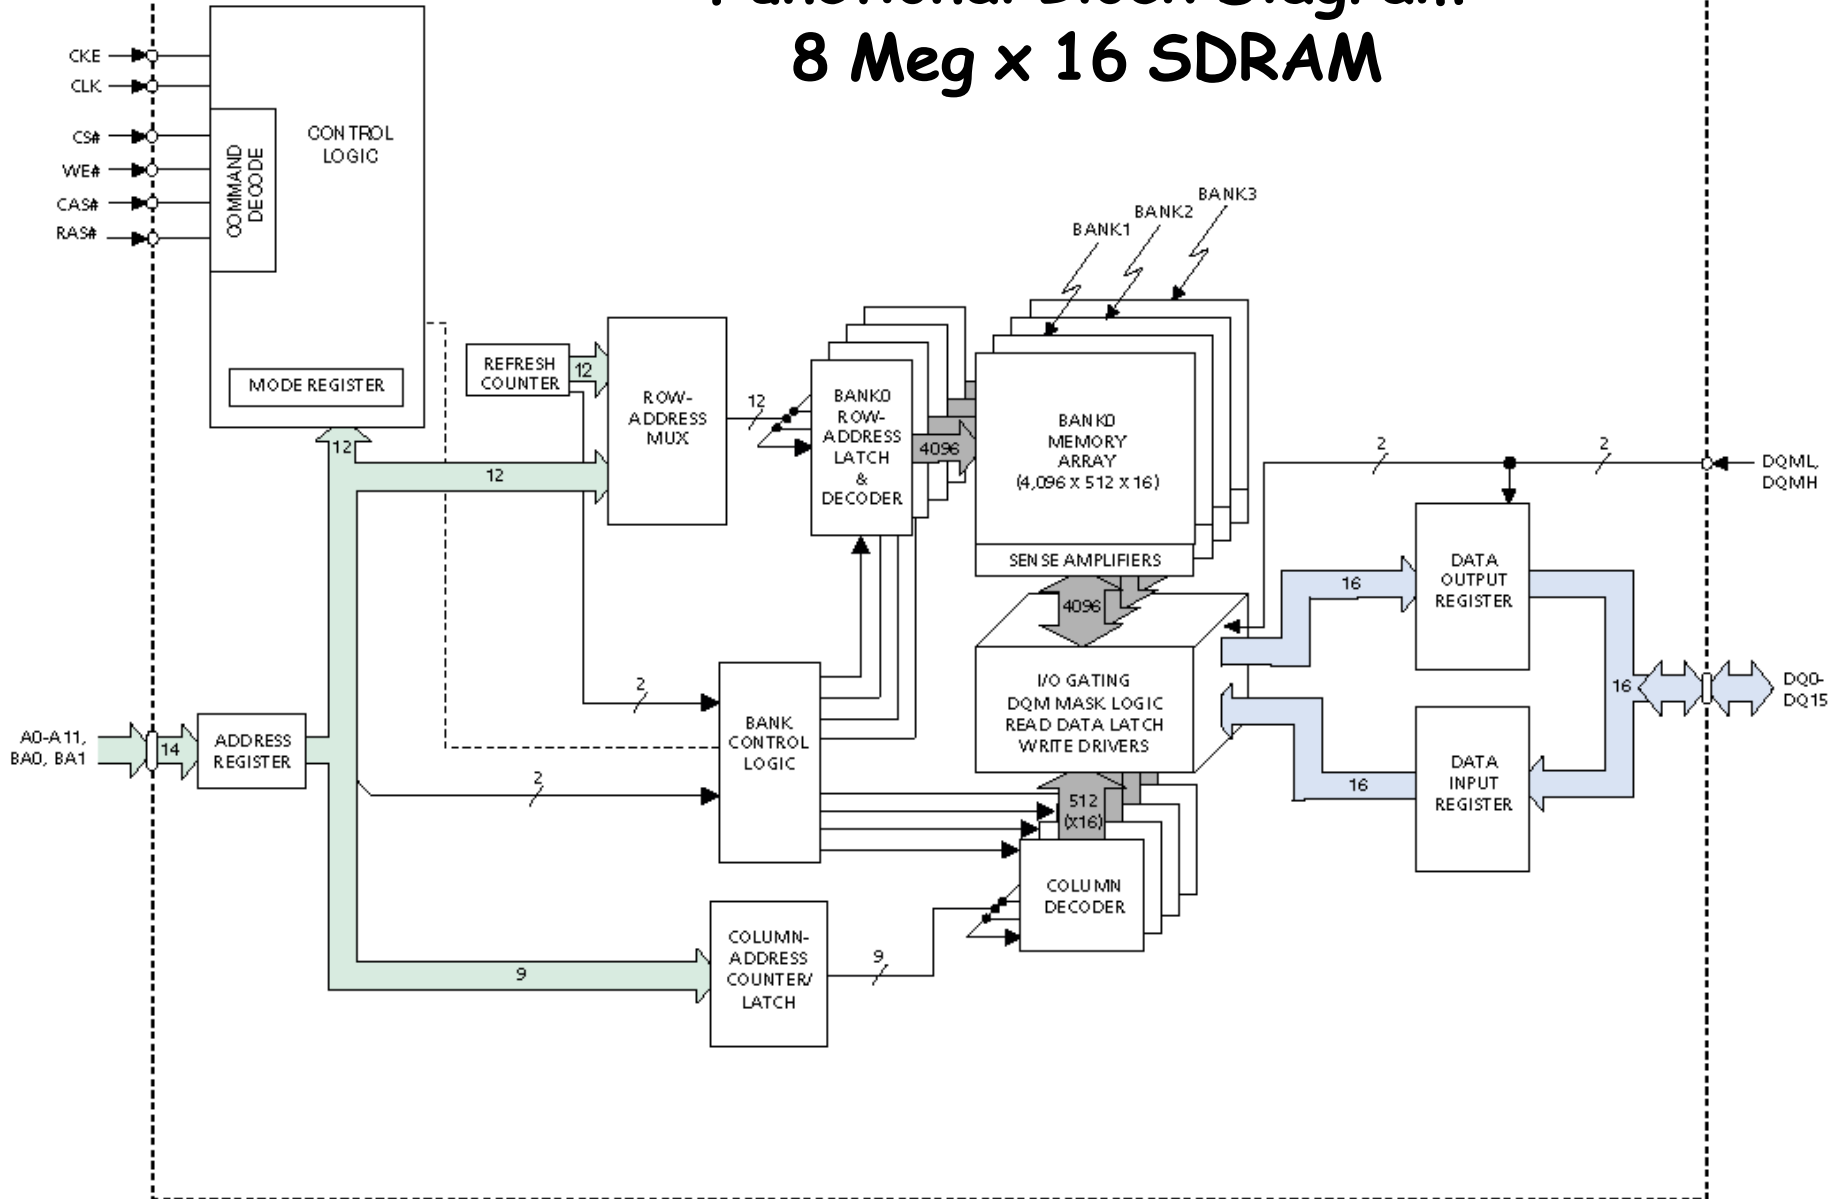 Functional Block Diagram
8 Meg x 16 SDRAM
CKE
CLK
CS#
WE#
CAS#
RAS#
COMMAND
DECODE
CONTROL
LOGIC
MODE REGISTER
12
BANK3
BANK2
BANK1
REFRESH
COUNTER
12
ROW-
ADDRESS
MUX
12
12
BANK0
ROW-
ADDRESS
LATCH
&
DECODER
4096
BANK0
MEMORY
ARRAY
(4,096 x 512 x 16)
SENSE AMPLIFIERS
4096
2
2
DQML,
DQMH
DATA
OUTPUT
REGISTER
16
I/O GATING
DQM MASK LOGIC
READ DATA LATCH
WRITE DRIVERS
2
BANK
CONTROL
LOGIC
A0-A11,
BA0, BA1
14
ADDRESS
REGISTER
2
16
DQ0-
DQ15
DATA
INPUT
REGISTER
16
512
(x16)
COLUMN
DECODER
9
COLUMN-
ADDRESS
COUNTER/
LATCH
9